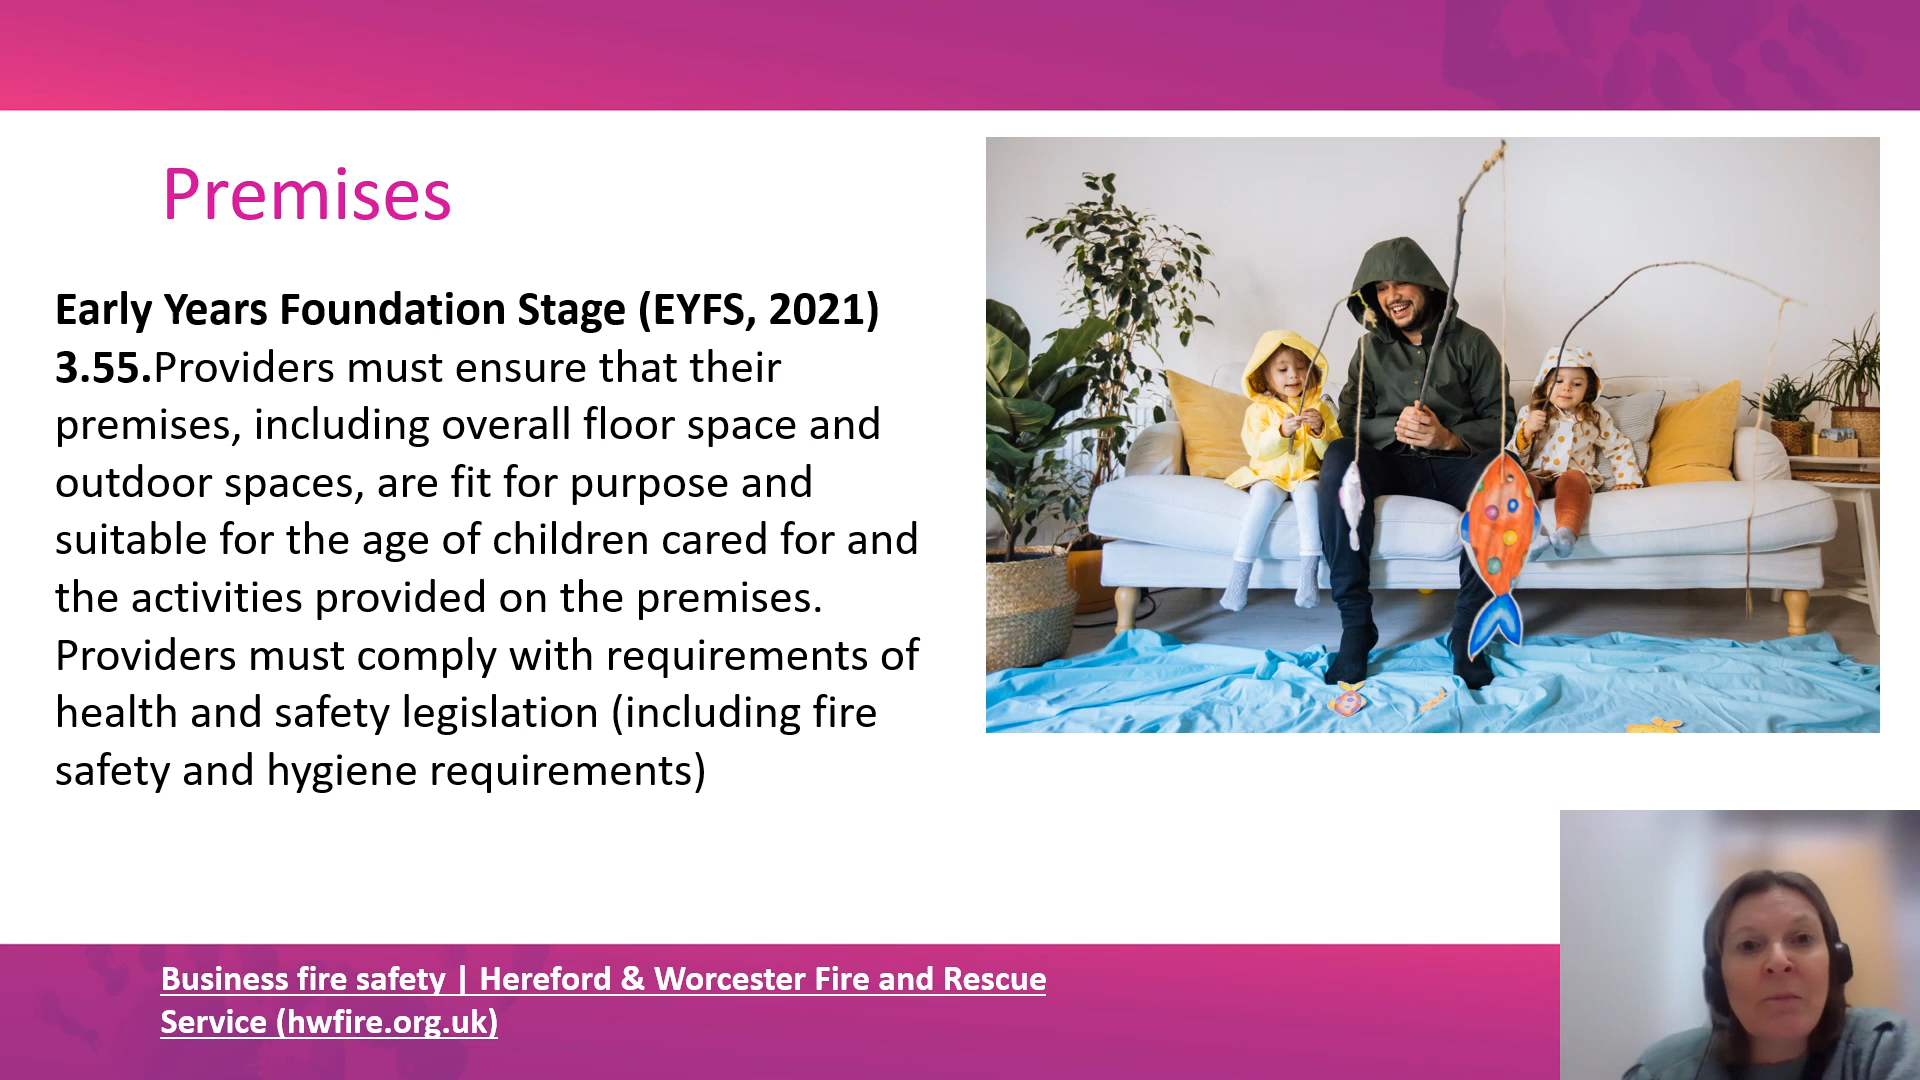 Premises
Early Years Foundation Stage (EYFS, 2021)
3.55.Providers must ensure that their
premises, including overall floor space and
outdoor spaces, are fit for purpose and
suitable for the age of children cared for and
the activities provided on the premises.
Providers must comply with requirements of
health and safety legislation (including fire
safety and hygiene requirements)
Business fire safety | Hereford & Worcester Fire and Rescue
Service (hwfire.org.uk)